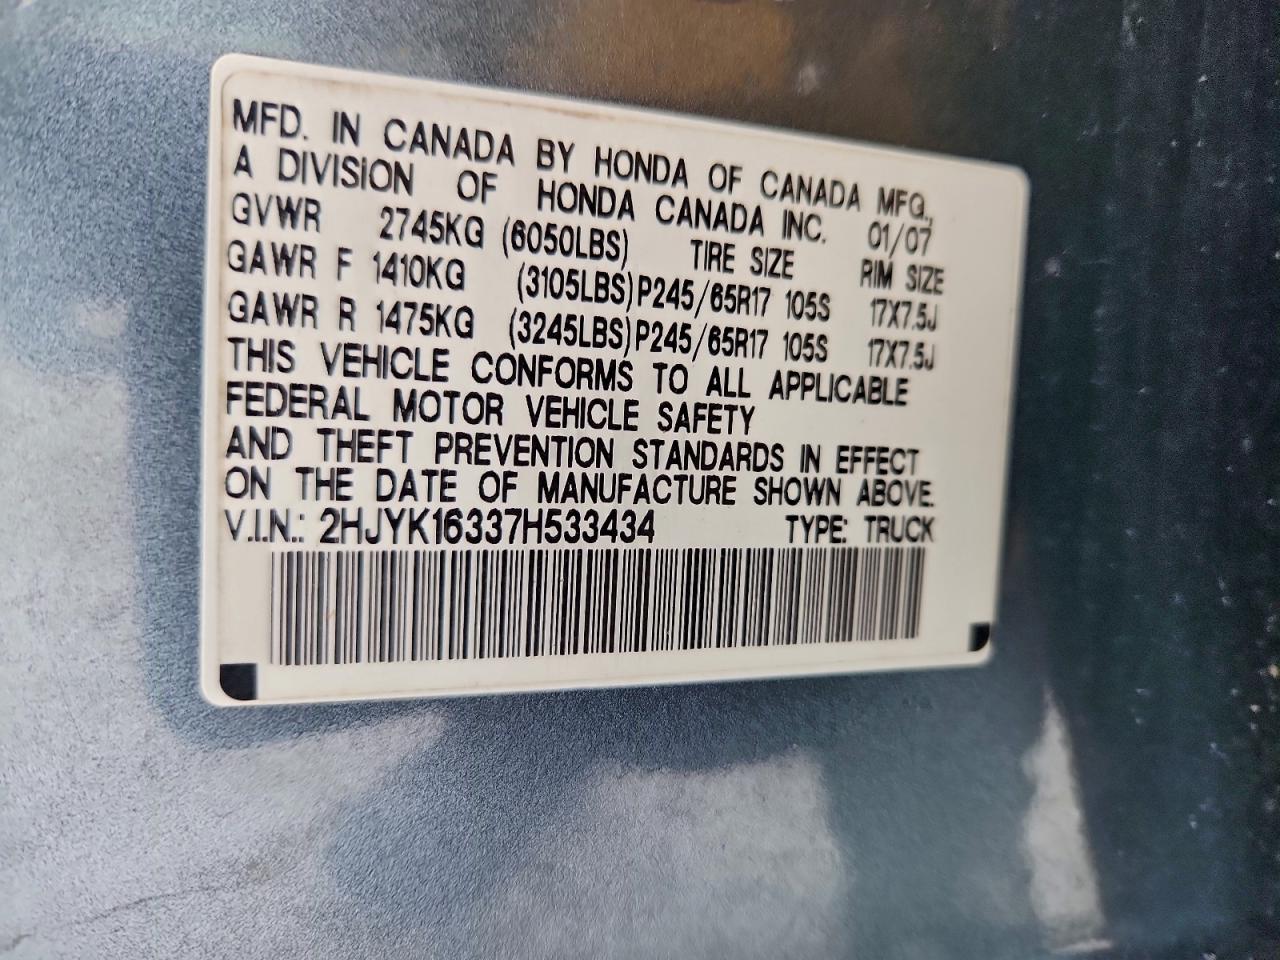 MFD. IN CANADA BY HONDA OF CANADA MFG.,
A DIVISION OF HONDA CANADA INC. 01/07
GVWR 2745KG (6050LBS) TIRE SIZE RIM SIZE
GAWR F 1410KG (3105LBS) P245/65R17 105S 17X7.5J
GAWR R 1475KG (3245LBS) P245/65R17 105S 17X7.5J
THIS VEHICLE CONFORMS TO ALL APPLICABLE
FEDERAL MOTOR VEHICLE SAFETY
AND THEFT PREVENTION STANDARDS IN EFFECT
ON THE DATE OF MANUFACTURE SHOWN ABOVE.
V.I.N.: 2HJYK16337H533434 TYPE: TRUCK